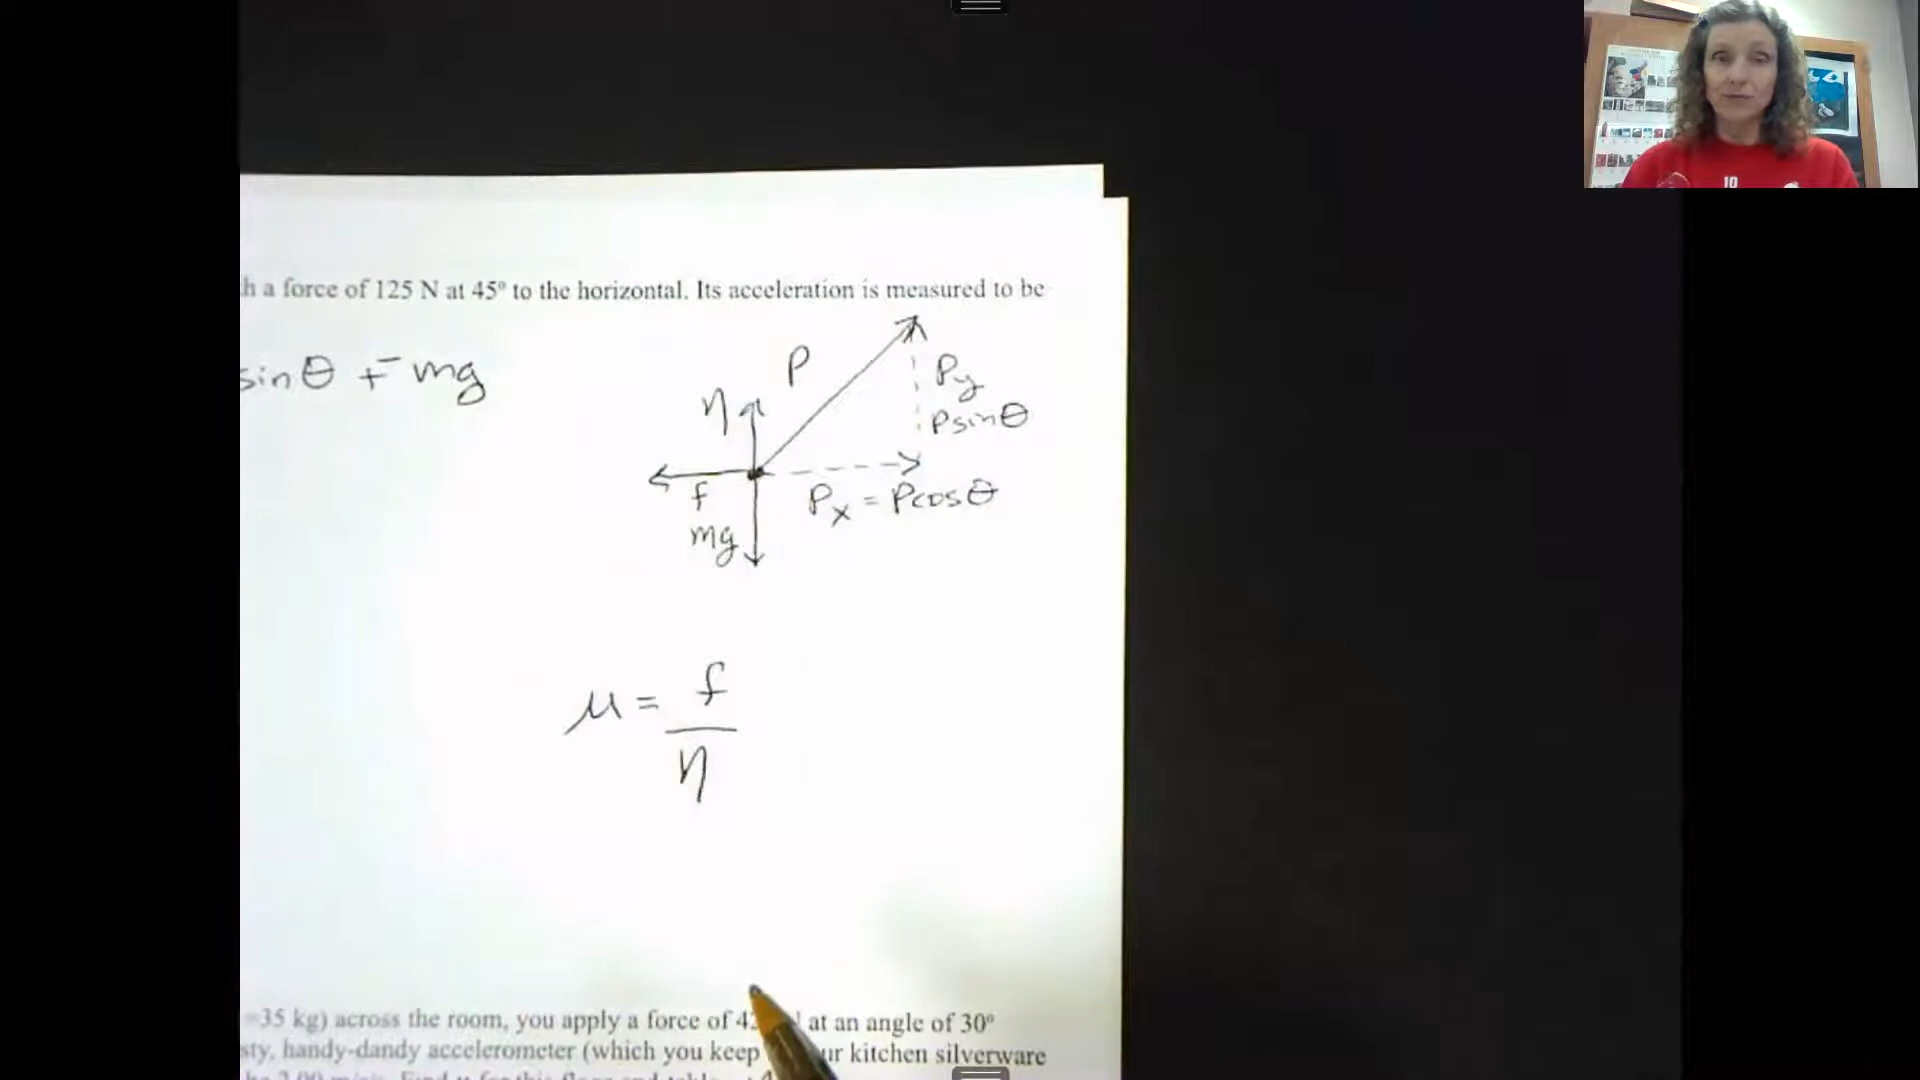 h a force of 125 N at 45° to the horizontal. Its acceleration is measured to be
sinθ + - mg
P
Py
η
Psinθ
f
Px = Pcosθ
mg
μ = f
η
=35 kg) across the room, you apply a force of 4 at an angle of 30°
sty, handy-dandy accelerometer (which you keep ur kitchen silverware
10